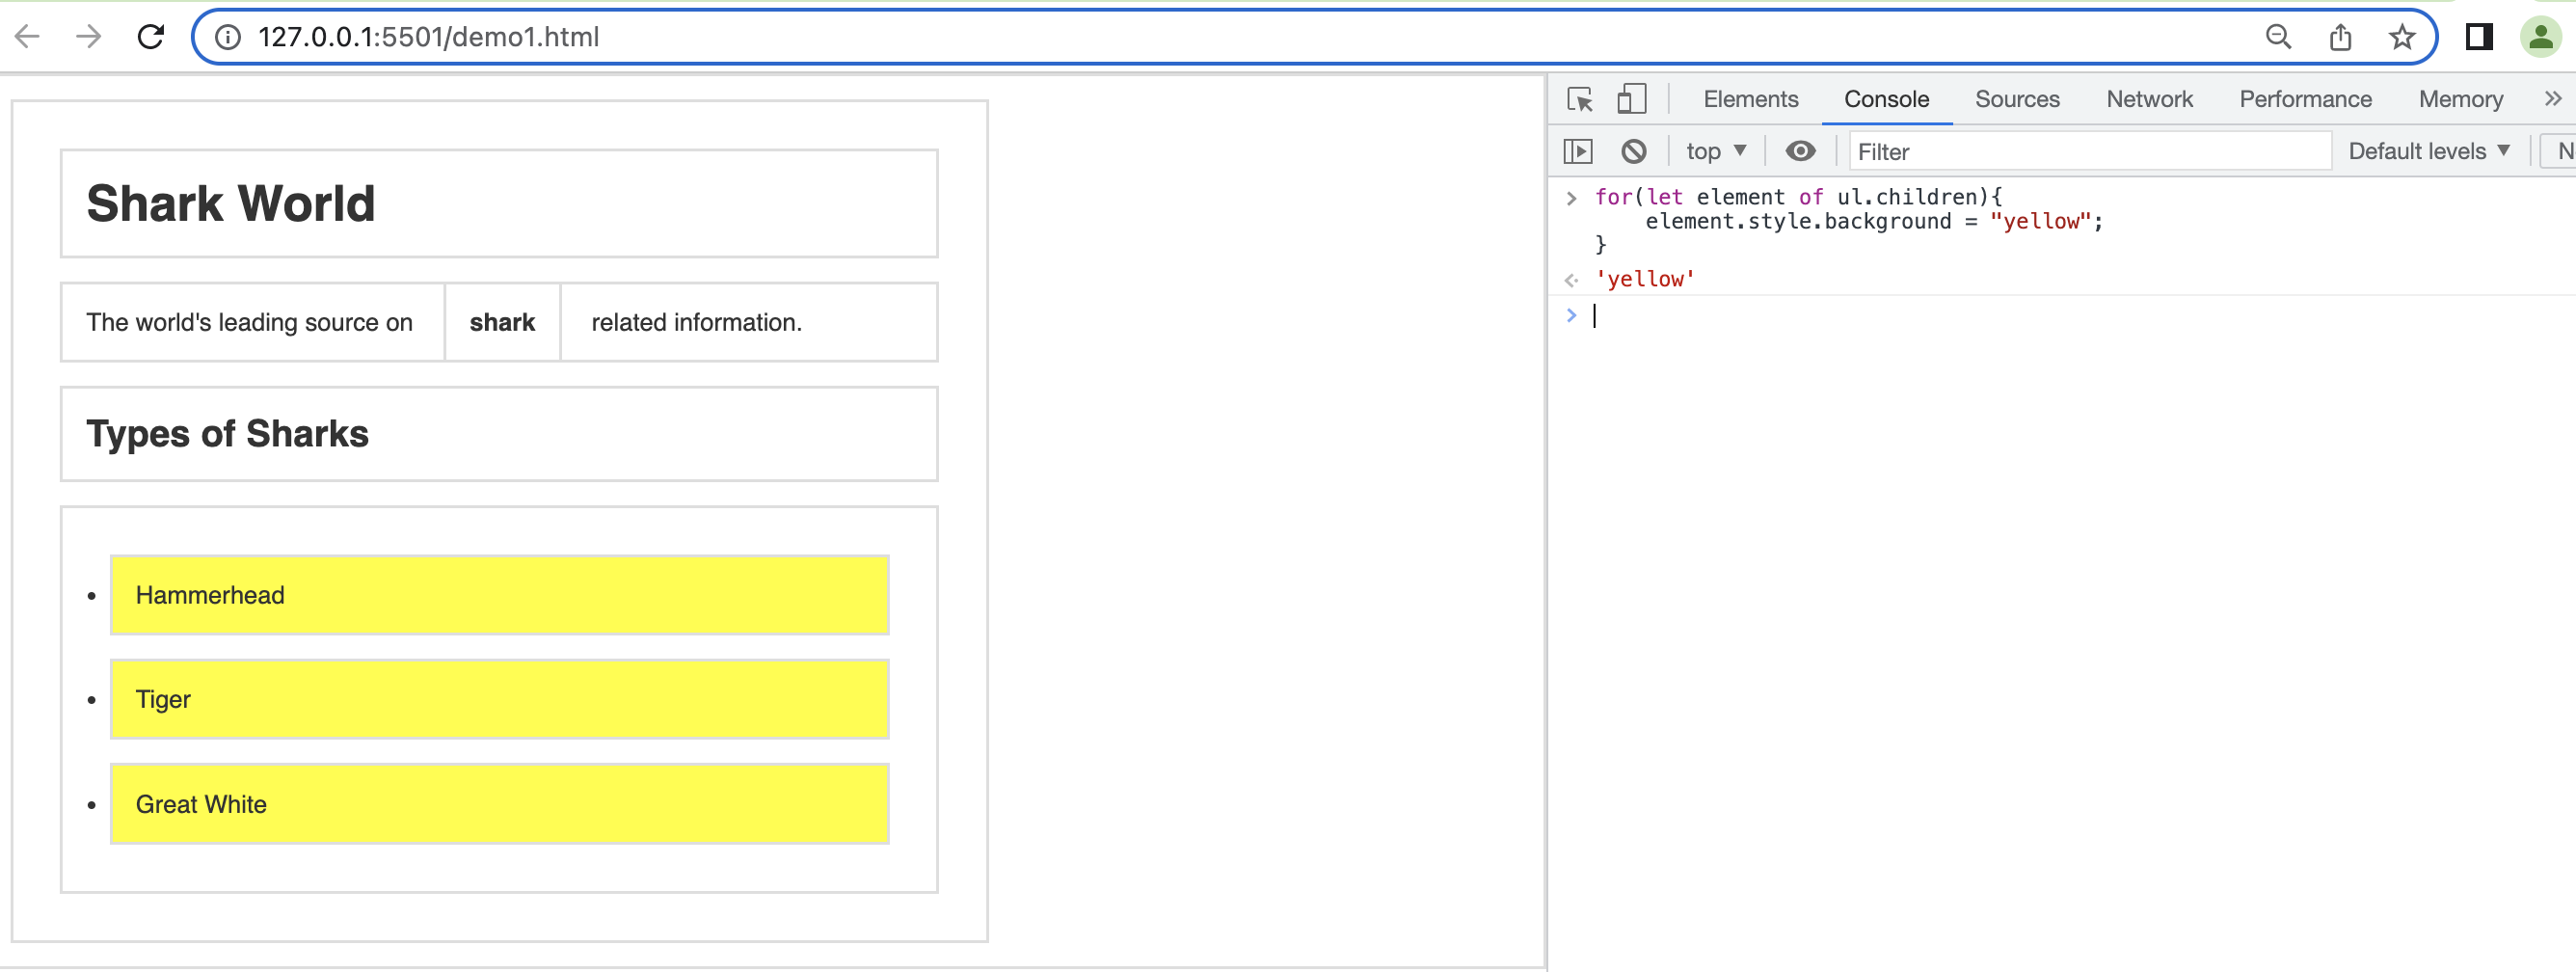 127.0.0.1:5501/demo1.html
Shark World
The world's leading source on shark related information.
Types of Sharks
• Hammerhead
• Tiger
• Great White
Elements Console Sources Network Performance Memory »
top ▼ Filter Default levels ▼ N
> for(let element of ul.children){
element.style.background = "yellow";
}
<· 'yellow'
>